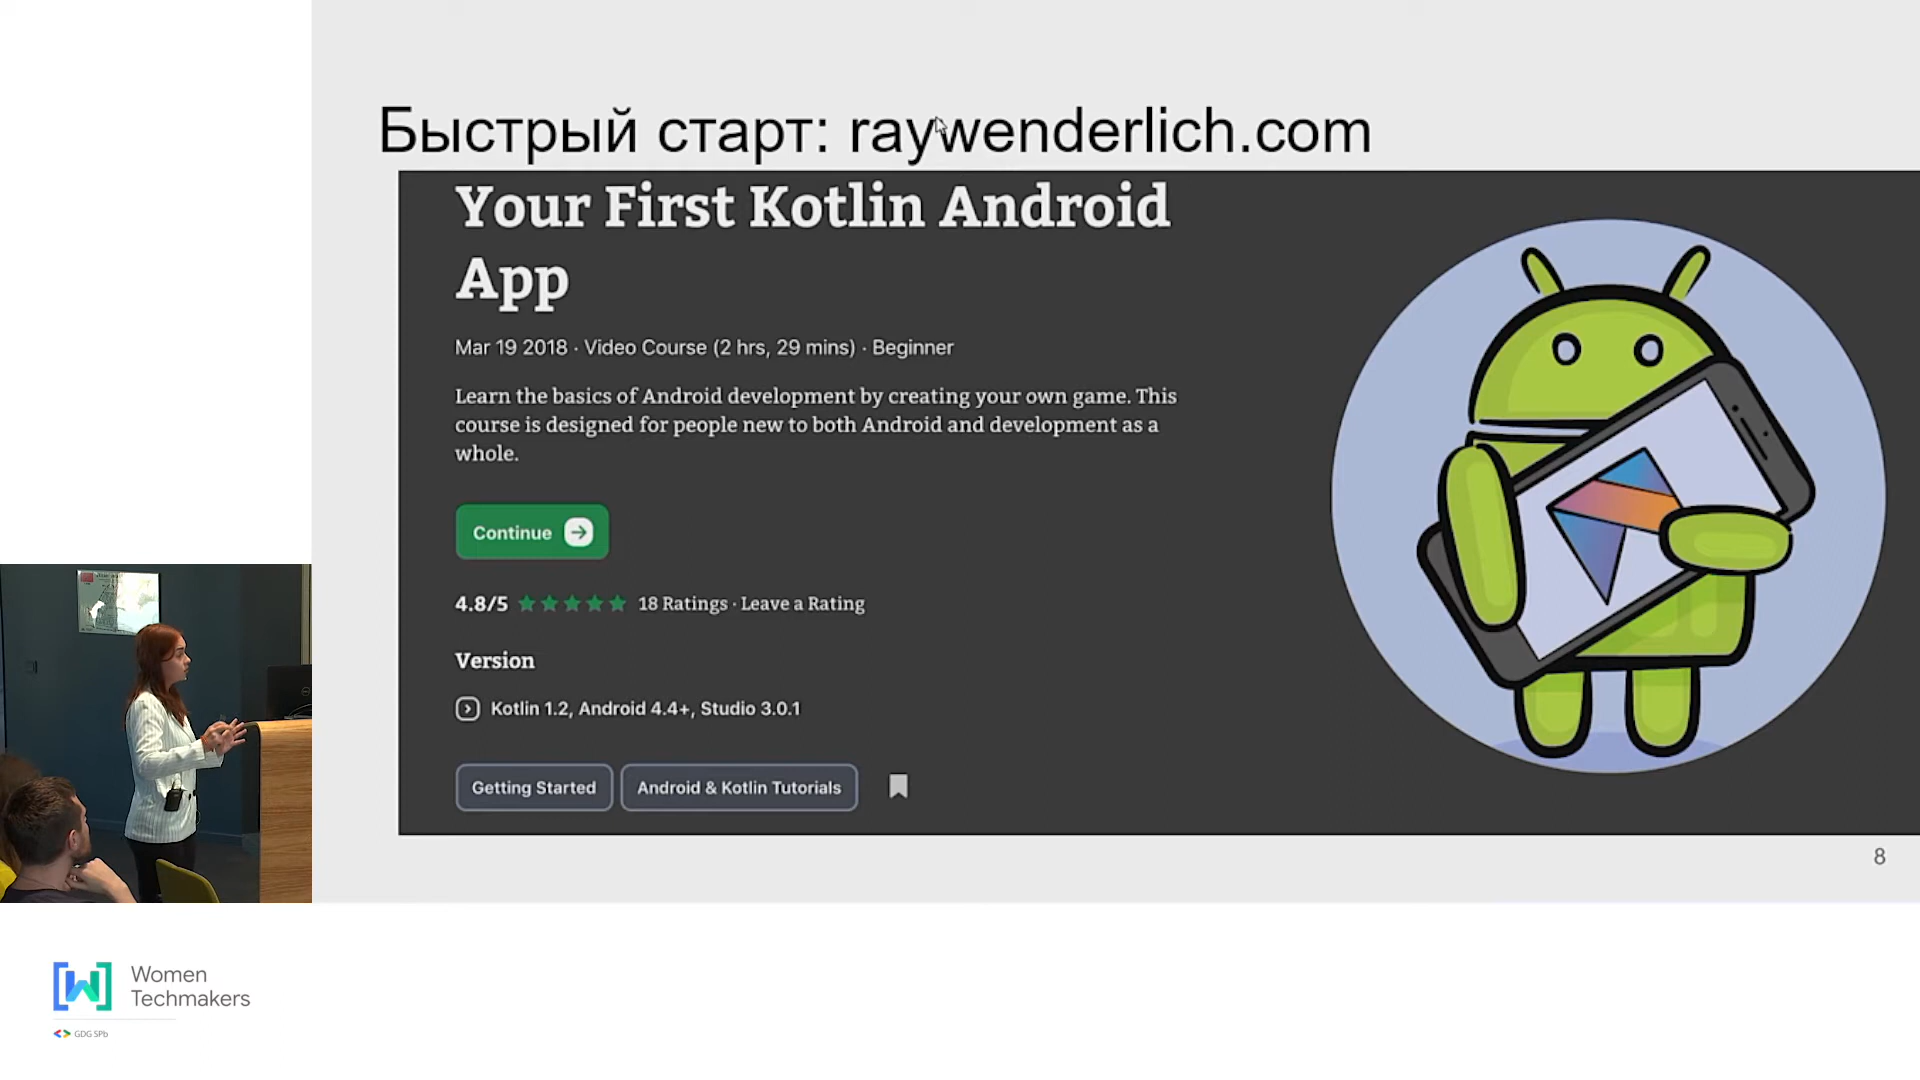 Быстрый старт: raywenderlich.com
Your First Kotlin Android
App
Mar 19 2018 · Video Course (2 hrs, 29 mins) · Beginner
Learn the basics of Android development by creating your own game. This
course is designed for people new to both Android and development as a
whole.
Continue
4.8/5 18 Ratings · Leave a Rating
Version
Kotlin 1.2, Android 4.4+, Studio 3.0.1
Getting Started Android & Kotlin Tutorials
8
Women
Techmakers
GDG SPb